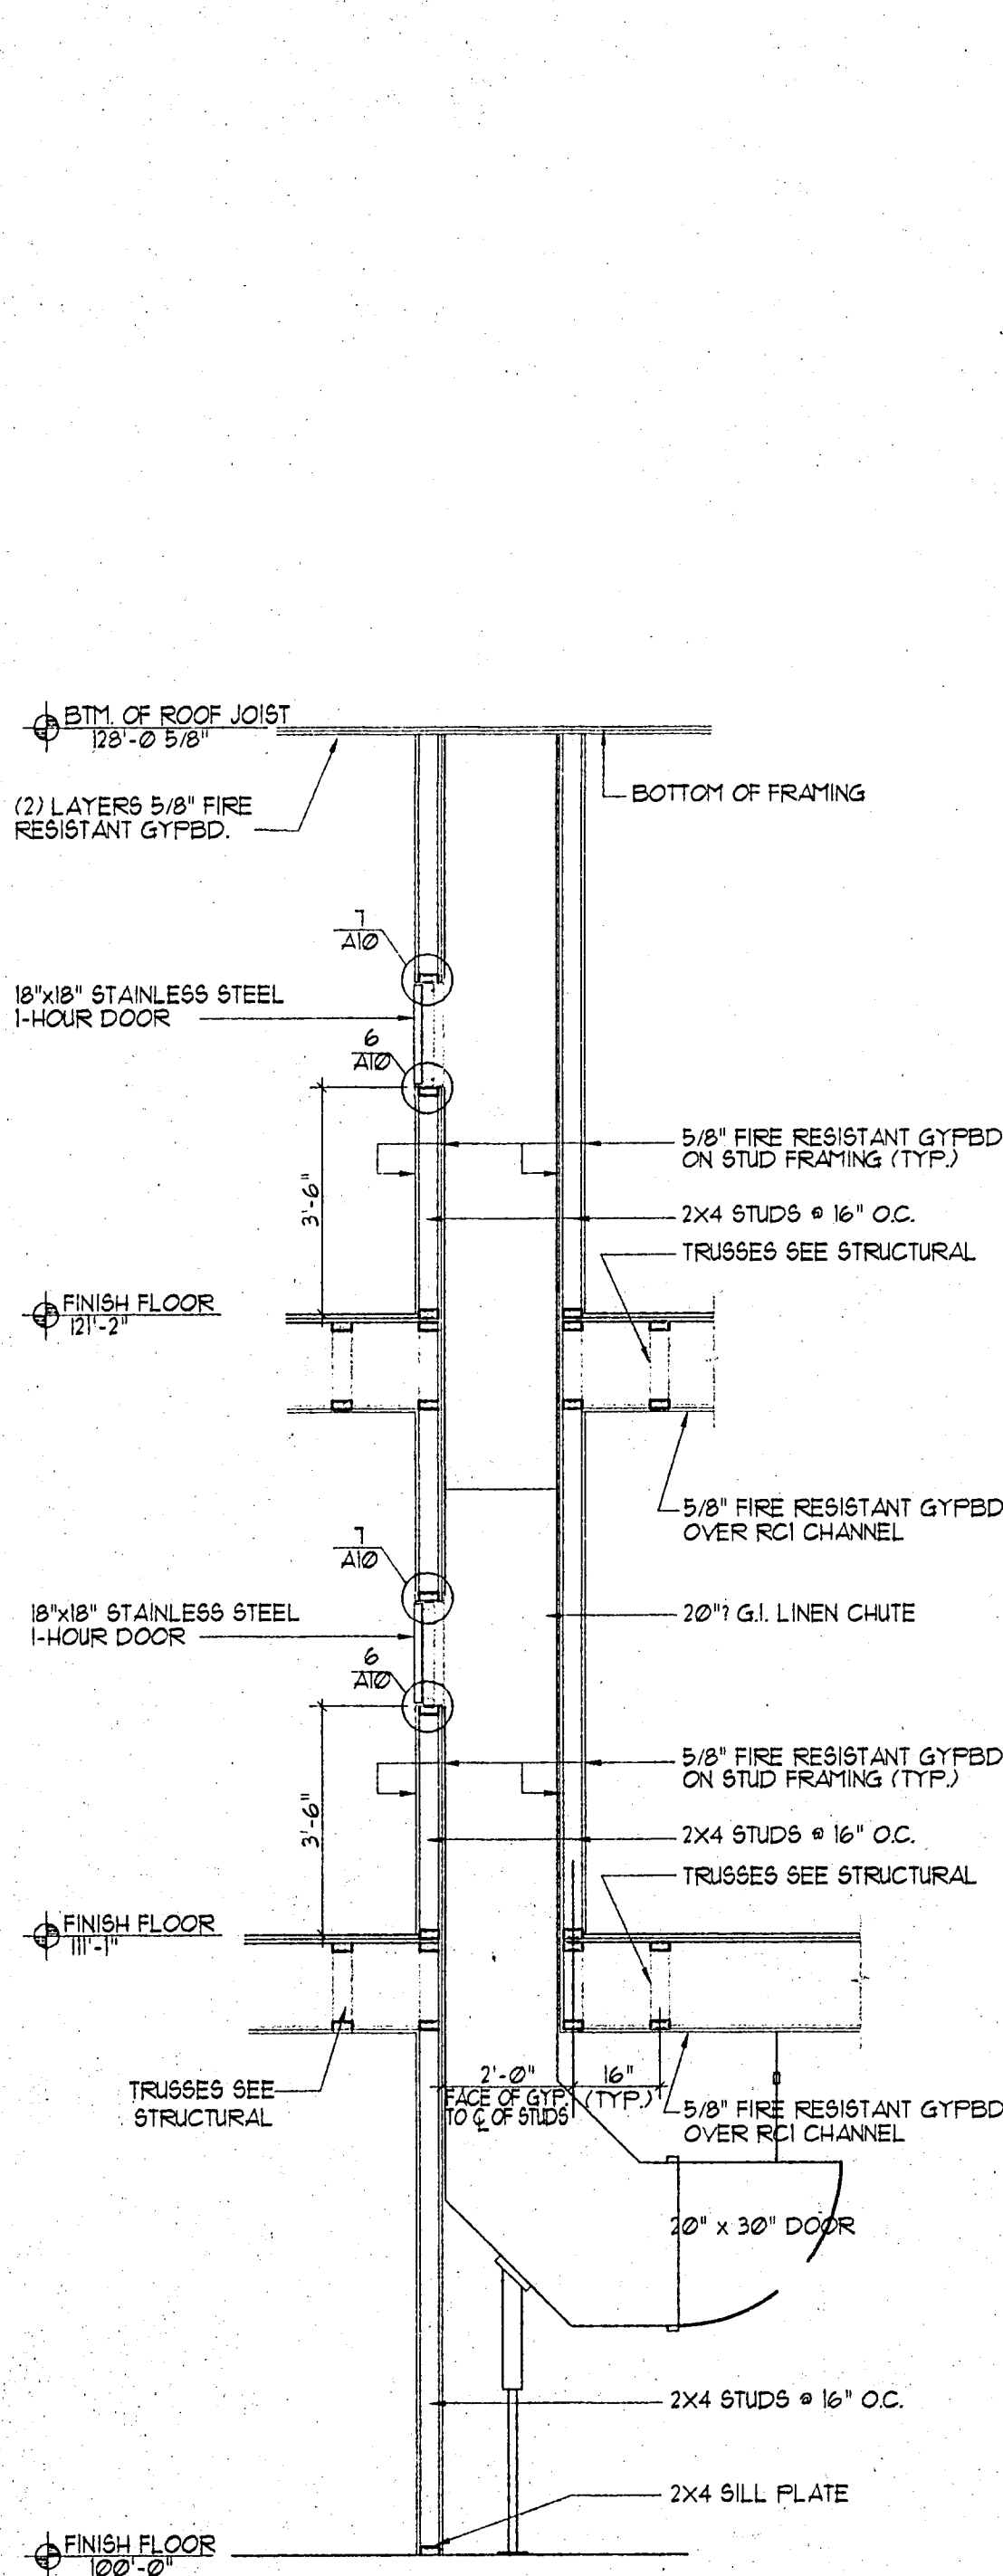 BTM. OF ROOF JOIST
128'-0 5/8"
(2) LAYERS 5/8" FIRE
RESISTANT GYPBD.
BOTTOM OF FRAMING
7
A10
18"x18" STAINLESS STEEL
1-HOUR DOOR
6
A10
3'-6"
5/8" FIRE RESISTANT GYPBD
ON STUD FRAMING (TYP.)
2X4 STUDS @ 16" O.C.
TRUSSES SEE STRUCTURAL
FINISH FLOOR
121'-2"
5/8" FIRE RESISTANT GYPBD
OVER RC1 CHANNEL
7
A10
18"x18" STAINLESS STEEL
1-HOUR DOOR
20"? G.I. LINEN CHUTE
6
A10
3'-6"
5/8" FIRE RESISTANT GYPBD
ON STUD FRAMING (TYP.)
2X4 STUDS @ 16" O.C.
TRUSSES SEE STRUCTURAL
FINISH FLOOR
111'-1"
TRUSSES SEE
STRUCTURAL
2'-0"
FACE OF GYP
TO ℄ OF STUDS
16"
(TYP.)
5/8" FIRE RESISTANT GYPBD
OVER RC1 CHANNEL
20" x 30" DOOR
2X4 STUDS @ 16" O.C.
2X4 SILL PLATE
FINISH FLOOR
100'-0"